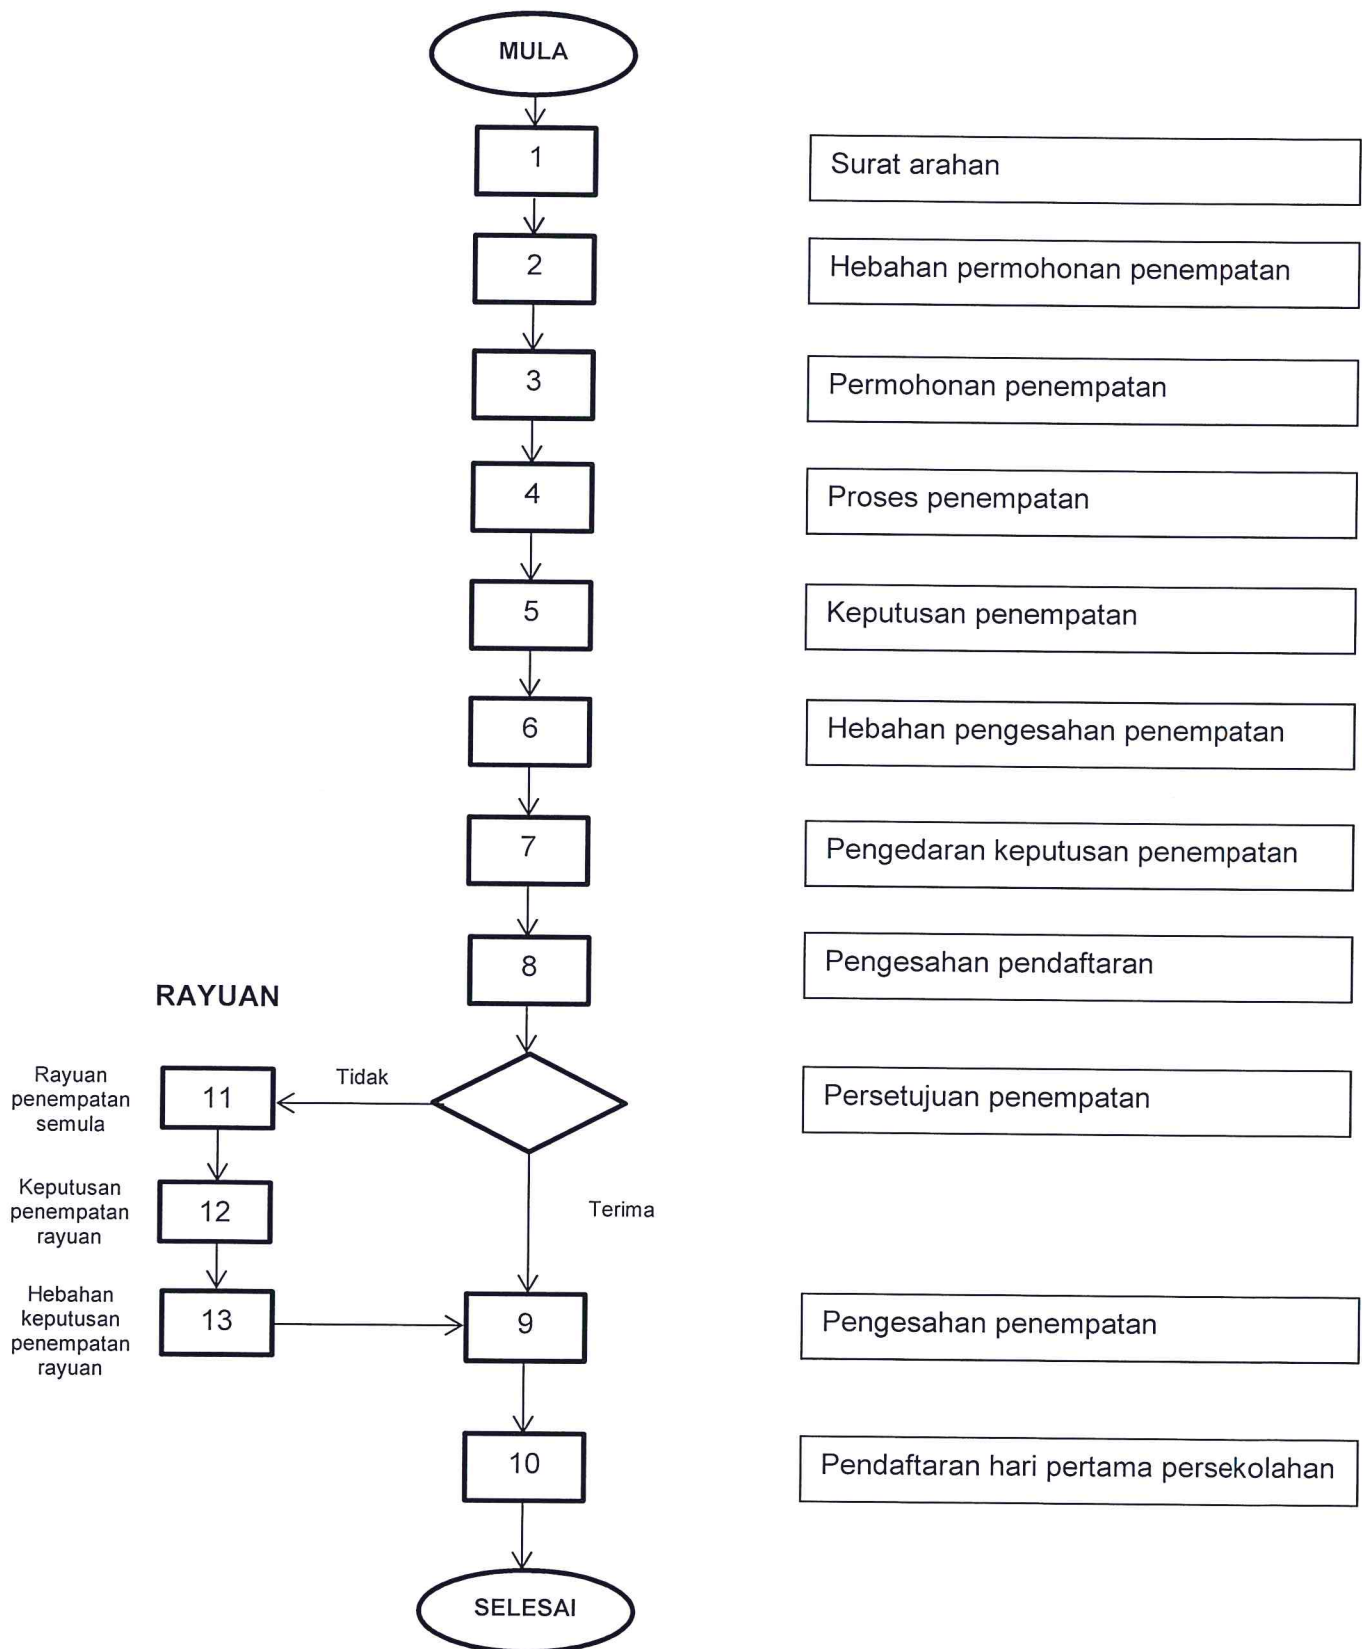 MULA
1
Surat arahan
2
Hebahan permohonan penempatan
3
Permohonan penempatan
4
Proses penempatan
5
Keputusan penempatan
6
Hebahan pengesahan penempatan
7
Pengedaran keputusan penempatan
8
Pengesahan pendaftaran
RAYUAN
Rayuan
penempatan
semula
11
Tidak
Persetujuan penempatan
Keputusan
penempatan
rayuan
12
Terima
Hebahan
keputusan
penempatan
rayuan
13
9
Pengesahan penempatan
10
Pendaftaran hari pertama persekolahan
SELESAI